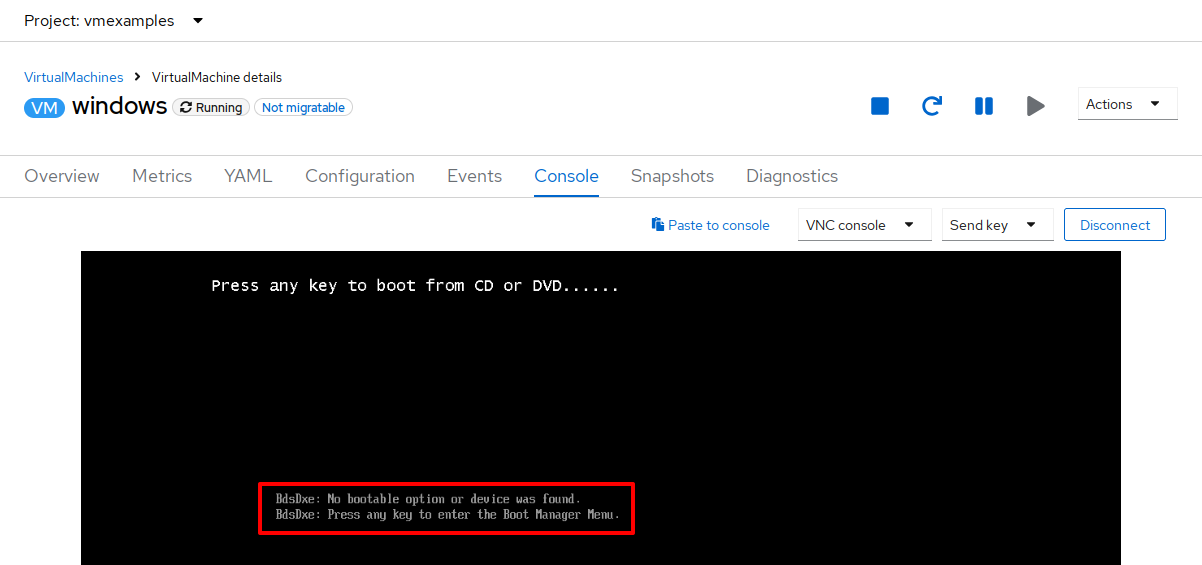 Project: vmexamples
VirtualMachines VirtualMachine details
VM windows Running Not migratable
Actions
Overview Metrics YAML Configuration Events Console Snapshots Diagnostics
Paste to console VNC console Send key Disconnect
Press any key to boot from CD or DVD......
BdsDxe: No bootable option or device was found.
BdsDxe: Press any key to enter the Boot Manager Menu.